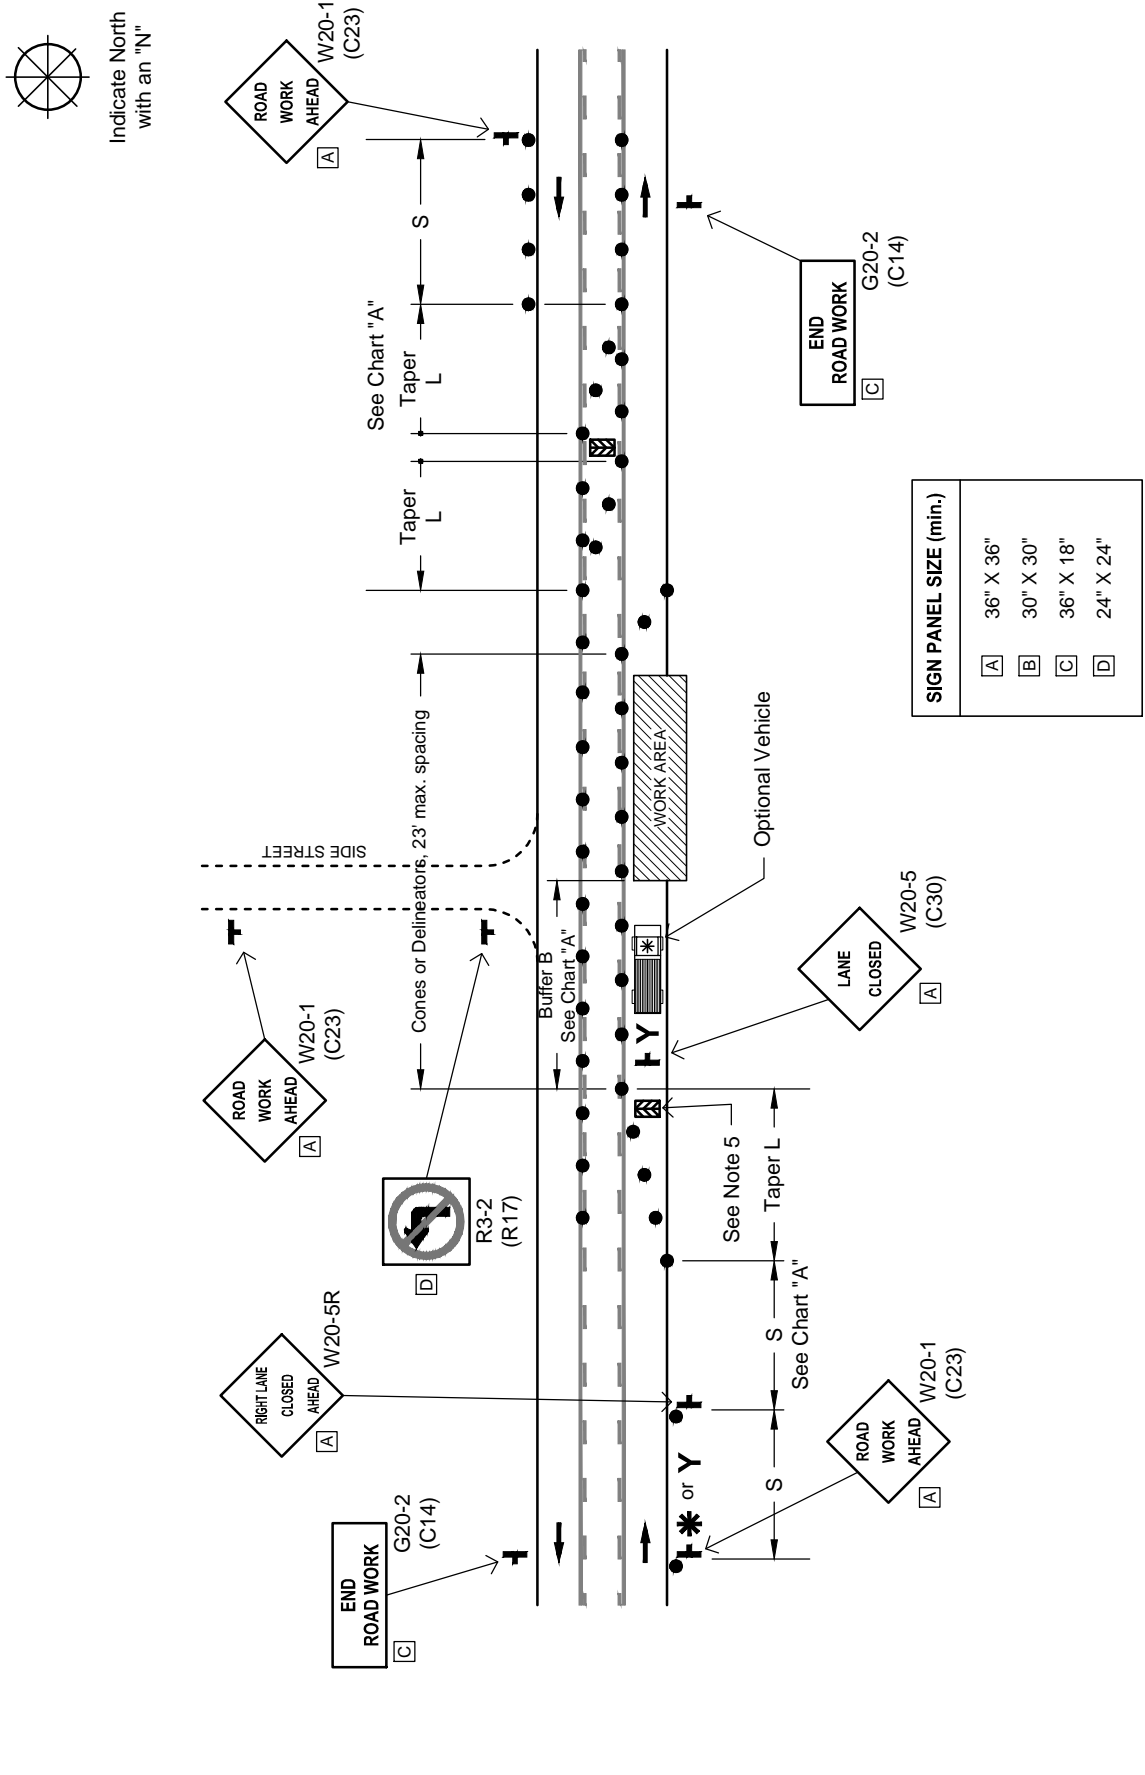 Indicate North
with an "N"
ROAD
WORK
AHEAD
A
W20-1
(C23)
S
See Chart "A"
Taper
L
Taper
L
END
ROAD WORK
C
G20-2
(C14)
SIDE STREET
Cones or Delineators, 23' max. spacing
Buffer B
See Chart "A"
WORK AREA
Optional Vehicle
ROAD
WORK
AHEAD
A
W20-1
(C23)
D
R3-2
(R17)
LANE
CLOSED
A
W20-5
(C30)
Y
See Note 5
Taper L
S
See Chart "A"
S
RIGHT LANE
CLOSED
AHEAD
A
W20-5R
END
ROAD WORK
C
G20-2
(C14)
* or Y
ROAD
WORK
AHEAD
A
W20-1
(C23)
SIGN PANEL SIZE (min.)
A 36" X 36"
B 30" X 30"
C 36" X 18"
D 24" X 24"